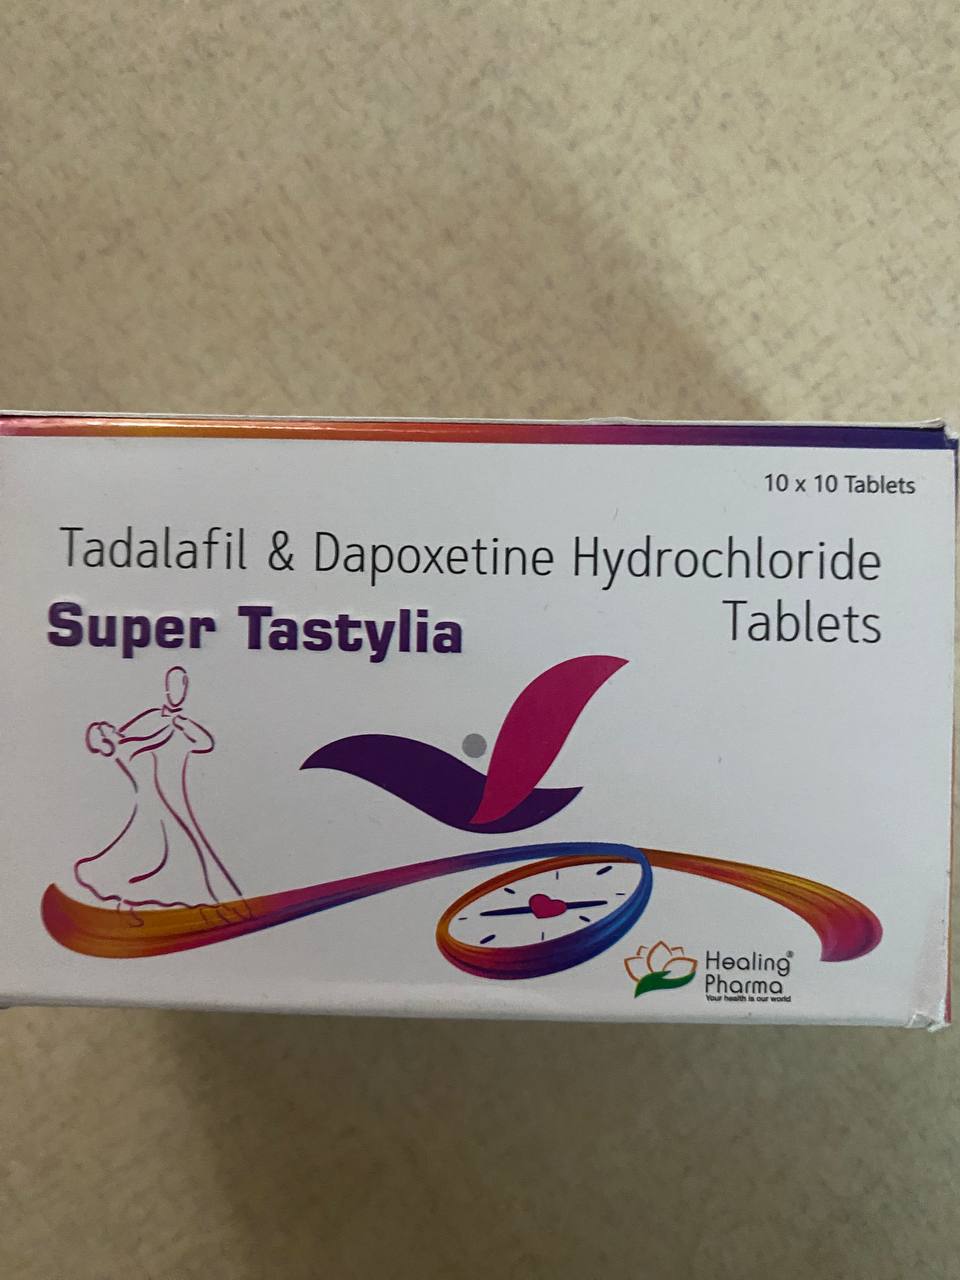 10 x 10 Tablets
Tadalafil & Dapoxetine Hydrochloride
Tablets
Super Tastylia
Healing®
Pharma
Your health is our world